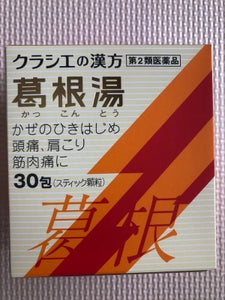 クラシエの漢方 第2類医薬品
葛根湯
かっ こん とう
かぜのひきはじめ
頭痛、肩こり
筋肉痛に
30包(スティック顆粒)
葛根